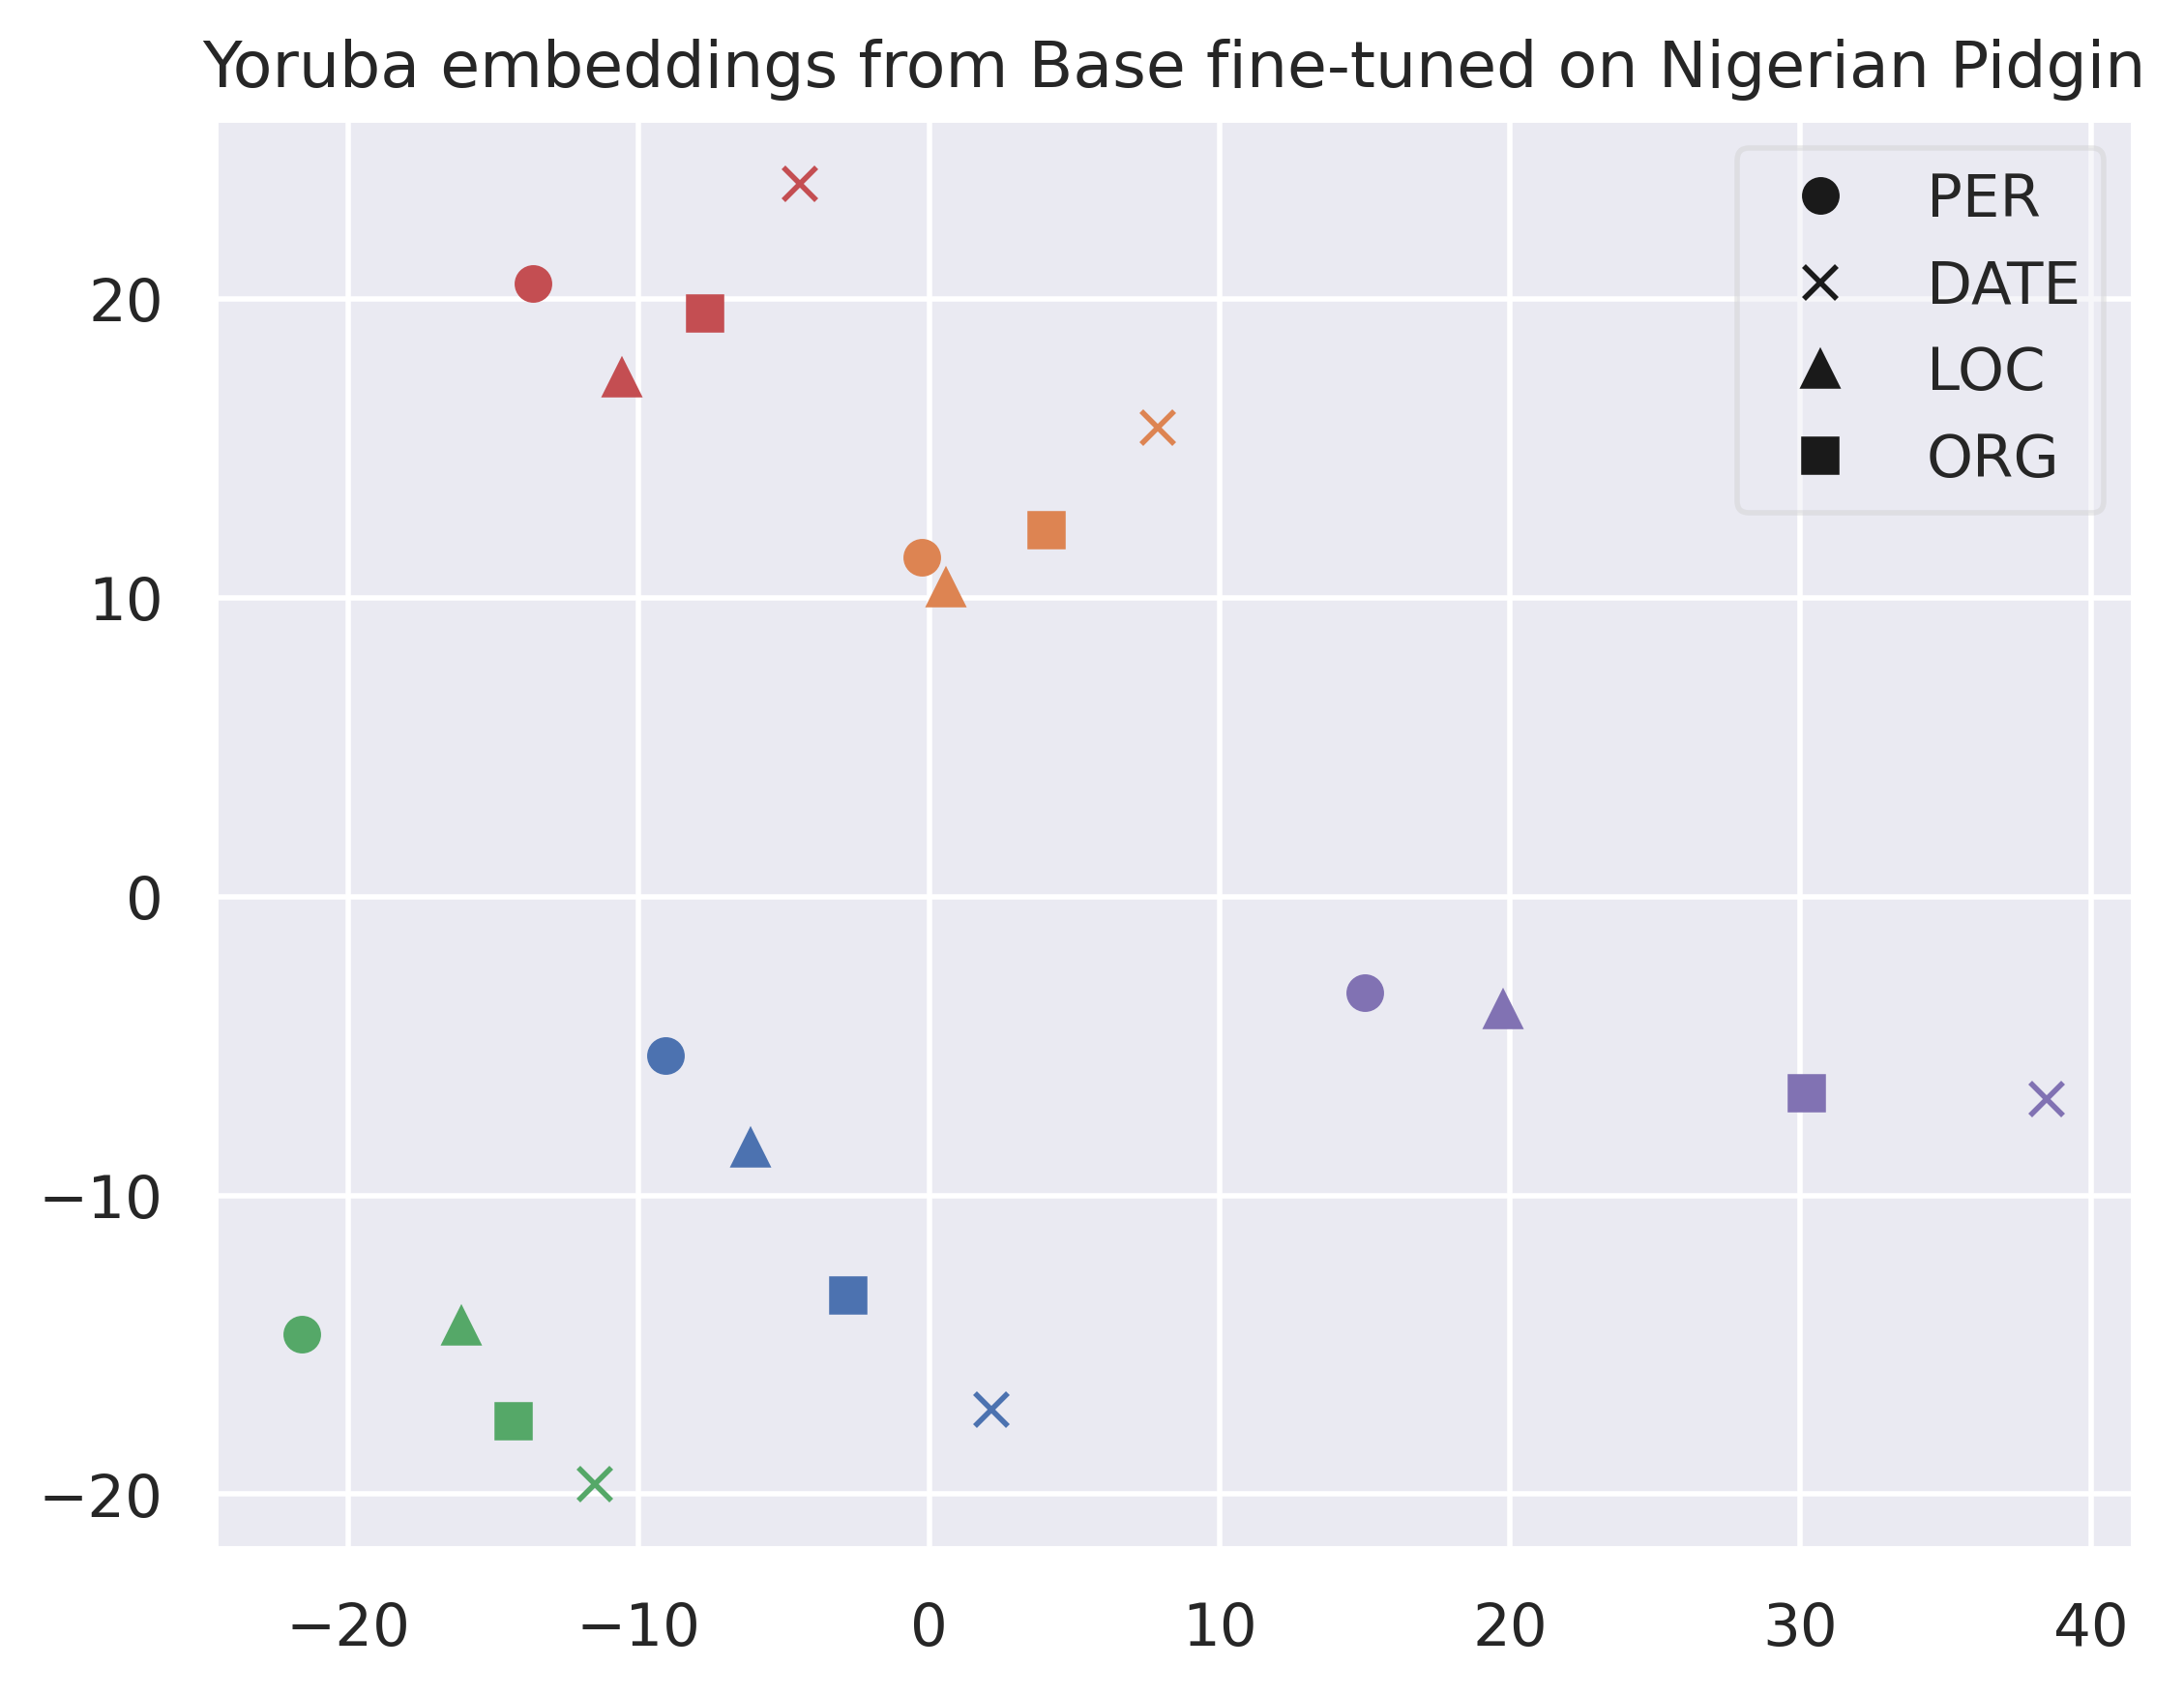 Yoruba embeddings from Base fine-tuned on Nigerian Pidgin
PER
DATE
LOC
ORG
20
10
0
−10
−20
−20 −10 0 10 20 30 40